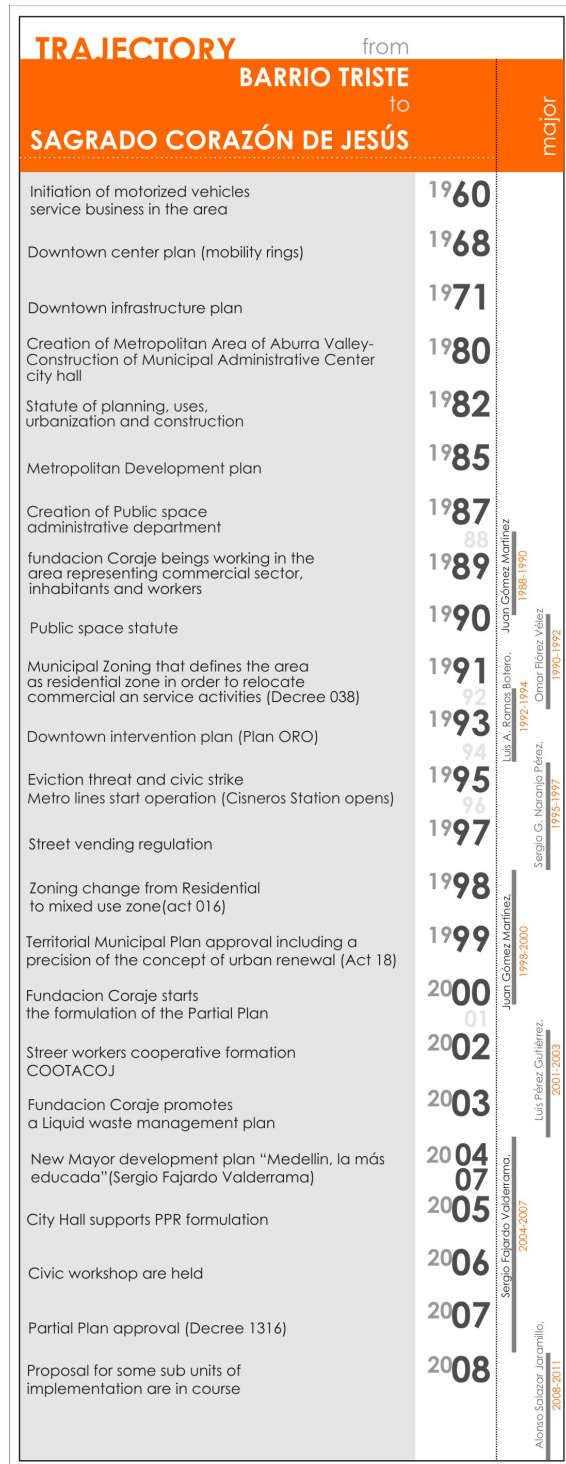 TRAJECTORY from
BARRIO TRISTE
to
SAGRADO CORAZÓN DE JESÚS
major
Initiation of motorized vehicles
service business in the area
1960
Downtown center plan (mobility rings)
1968
Downtown infrastructure plan
1971
Creation of Metropolitan Area of Aburra Valley-
Construction of Municipal Administrative Center
city hall
1980
Statute of planning, uses,
urbanization and construction
1982
Metropolitan Development plan
1985
Creation of Public space
administrative department
1987
88
fundacion Coraje beings working in the
area representing commercial sector,
inhabitants and workers
1989
Public space statute
1990
Municipal Zoning that defines the area
as residential zone in order to relocate
commercial an service activities (Decree 038)
1991
92
Downtown intervention plan (Plan ORO)
1993
94
Eviction threat and civic strike
Metro lines start operation (Cisneros Station opens)
1995
96
Street vending regulation
1997
Zoning change from Residential
to mixed use zone(act 016)
1998
Territorial Municipal Plan approval including a
precision of the concept of urban renewal (Act 18)
1999
Fundacion Coraje starts
the formulation of the Partial Plan
2000
01
Streer workers cooperative formation
COOTACOJ
2002
Fundacion Coraje promotes
a Liquid waste management plan
2003
New Mayor development plan “Medellin, la más
educada”(Sergio Fajardo Valderrama)
2004
07
City Hall supports PPR formulation
2005
Civic workshop are held
2006
Partial Plan approval (Decree 1316)
2007
Proposal for some sub units of
implementation are in course
2008
Juan Gómez Martínez
1988-1990
Omar Flórez Vélez
1990-1992
Luis A. Ramos Botero,
1992-1994
Sergio G. Naranjo Pérez,
1995-1997
Juan Gómez Martínez,
1998-2000
Luis Pérez Gutiérrez,
2001-2003
Sergio Fajardo Valderrama,
2004-2007
Alonso Salazar Jaramillo,
2008-2011